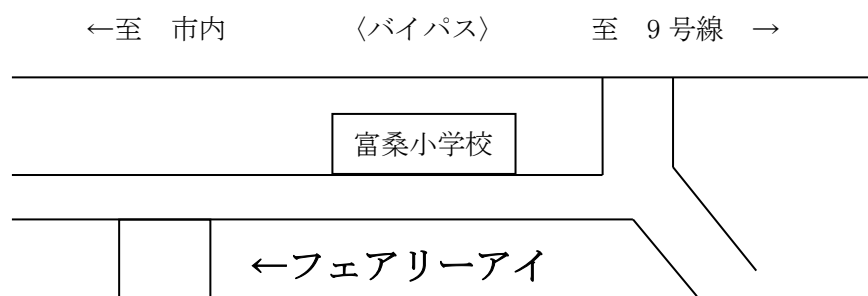 ←至　市内　〈バイパス〉　至　9号線　→
富桑小学校
←フェアリーアイ